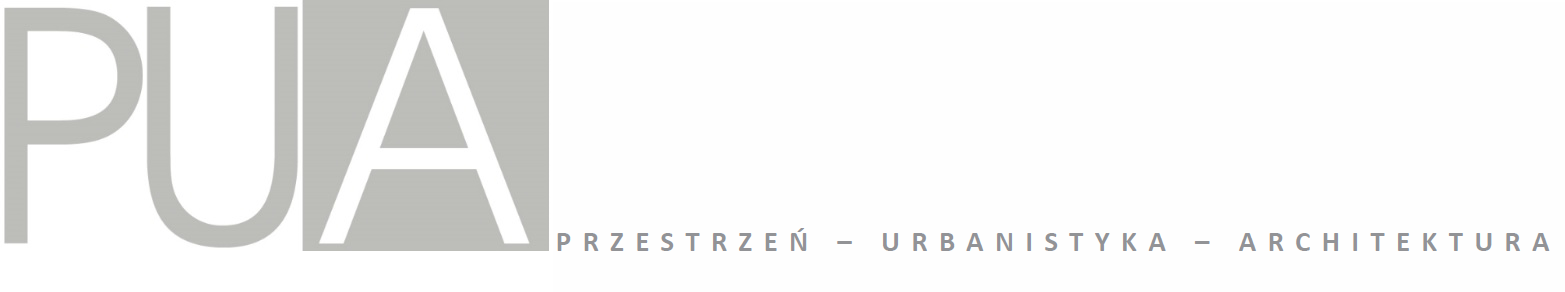 PUA
PRZESTRZEŃ – URBANISTYKA – ARCHITEKTURA